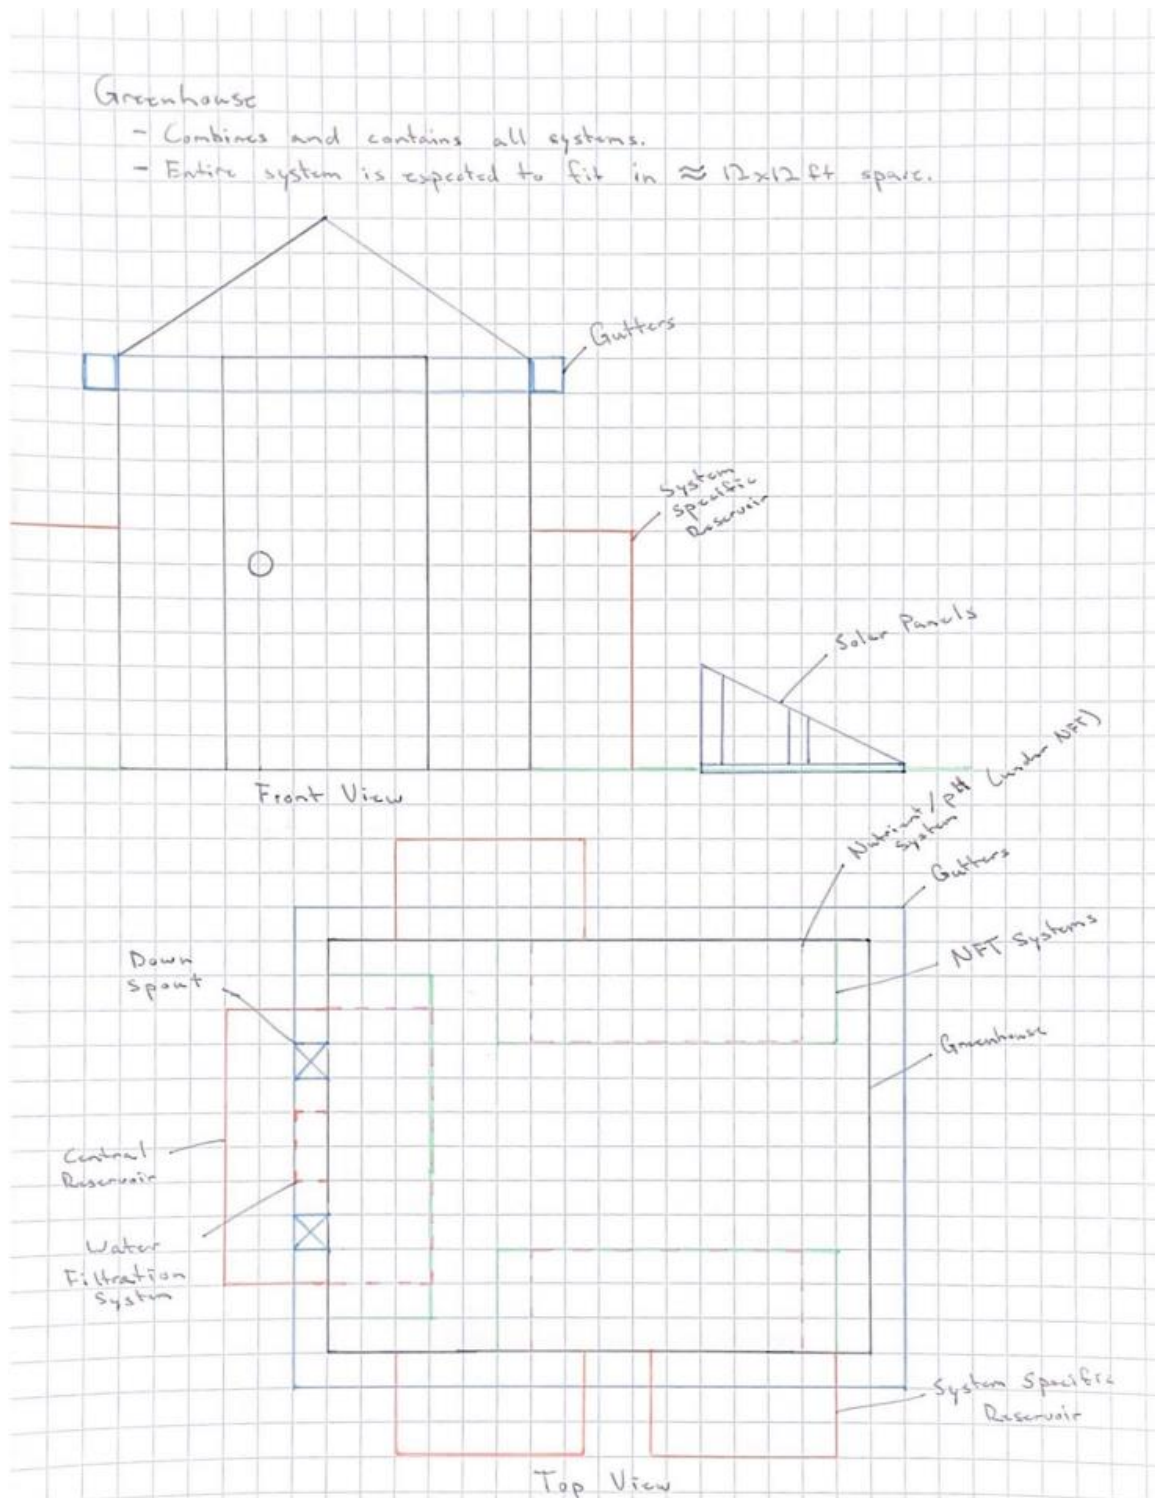 Greenhouse
- Combines and contains all systems.
- Entire system is expected to fit in ≈ 12x12 ft space.
Gutters
System
Specific
Reservoir
Solar Panels
Front View
Nutrient/pH (under NFT)
System
Gutters
Down
Spout
NFT Systems
Greenhouse
Central
Reservoir
Water
Filtration
System
System Specific
Reservoir
Top View